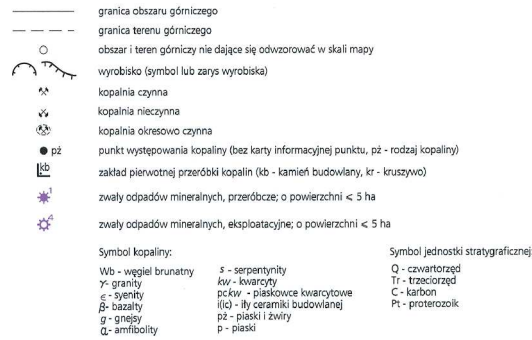 granica obszaru górniczego
granica terenu górniczego
obszar i teren górniczy nie dające się odwzorować w skali mapy
wyrobisko (symbol lub zarys wyrobiska)
kopalnia czynna
kopalnia nieczynna
kopalnia okresowo czynna
pż punkt występowania kopaliny (bez karty informacyjnej punktu, pż - rodzaj kopaliny)
kb zakład pierwotnej przeróbki kopalin (kb - kamień budowlany, kr - kruszywo)
1 zwały odpadów mineralnych, przeróbcze; o powierzchni ⩽ 5 ha
4 zwały odpadów mineralnych, eksploatacyjne; o powierzchni ⩽ 5 ha
Symbol kopaliny:
Wb - węgiel brunatny
γ - granity
ϵ - syenity
β - bazalty
g - gnejsy
a - amfibolity
s - serpentynity
kw - kwarcyty
pckw - piaskowce kwarcytowe
i(ic) - iły ceramiki budowlanej
pż - piaski i żwiry
p - piaski
Symbol jednostki stratygraficznej:
Q - czwartorzęd
Tr - trzeciorzęd
C - karbon
Pt - proterozoik